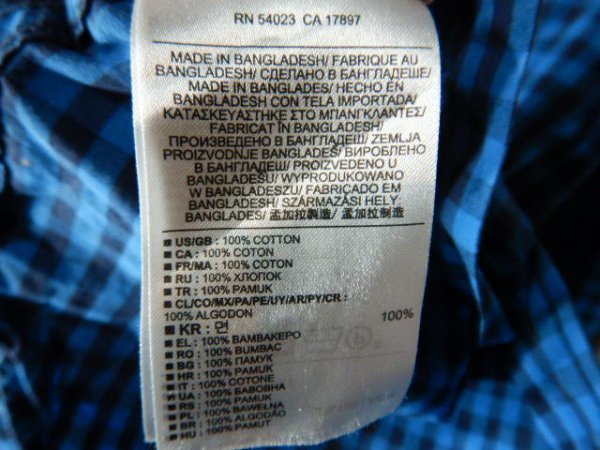 RN 54023 CA 17897
MADE IN BANGLADESH/ FABRIQUE AU
BANGLADESH/ СДЕЛАНО В БАНГЛАДЕШЕ/
MADE IN BANGLADES/ HECHO EN
BANGLADESH CON TELA IMPORTADA/
ΚΑΤΑΣΚΕΥΑΣΤΗΚΕ ΣΤΟ ΜΠΑΝΓΚΛΑΝΤΕΣ/
FABRICAT ÎN BANGLADESH/
ПРОИЗВЕДЕНО В БАНГЛАДЕШ/ ZEMLJA
PROIZVODNJE BANGLADEŠ/ ВИРОБЛЕНО
В БАНГЛАДЕШ/ PROIZVEDENO U
BANGLADEŠU/ WYPRODUKOWANO
W BANGLADESZU/ FABRICADO EM
BANGLADESH/ SZÁRMAZÁSI HELY:
BANGLADES/ 孟加拉製造/ 孟加拉制造
US/GB : 100% COTTON
CA : 100% COTON
FR/MA : 100% COTON
RU : 100% ХЛОПОК
TR : 100% PAMUK
CL/CO/MX/PA/PE/UY/AR/PY/CR :
100% ALGODON
KR : 면 100%
EL : 100% ΒΑΜΒΑΚΕΡΟ
RO : 100% BUMBAC
BG : 100% ПАМУК
HR : 100% PAMUK
IT : 100% COTONE
UA : 100% БАВОВНА
RS : 100% PAMUK
PL : 100% BAWEŁNA
BR : 100% ALGODÃO
HU : 100% PAMUT